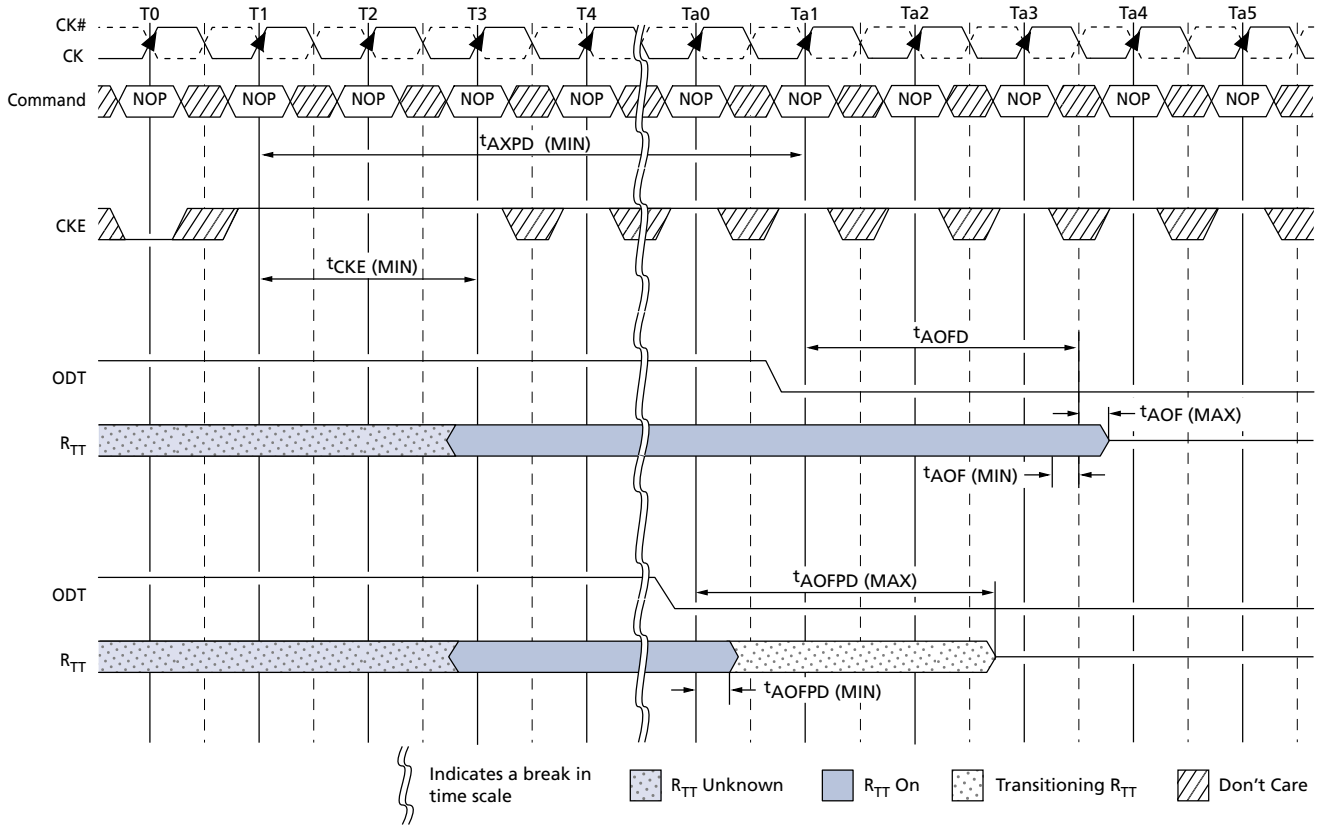 T0 T1 T2 T3 T4 Ta0 Ta1 Ta2 Ta3 Ta4 Ta5
CK#
CK
Command NOP NOP NOP NOP NOP NOP NOP NOP NOP NOP NOP
tAXPD (MIN)
CKE
tCKE (MIN)
tAOFD
ODT
tAOF (MAX)
RTT
tAOF (MIN)
tAOFPD (MAX)
ODT
RTT
tAOFPD (MIN)
Indicates a break in
time scale
RTT Unknown
RTT On
Transitioning RTT
Don't Care